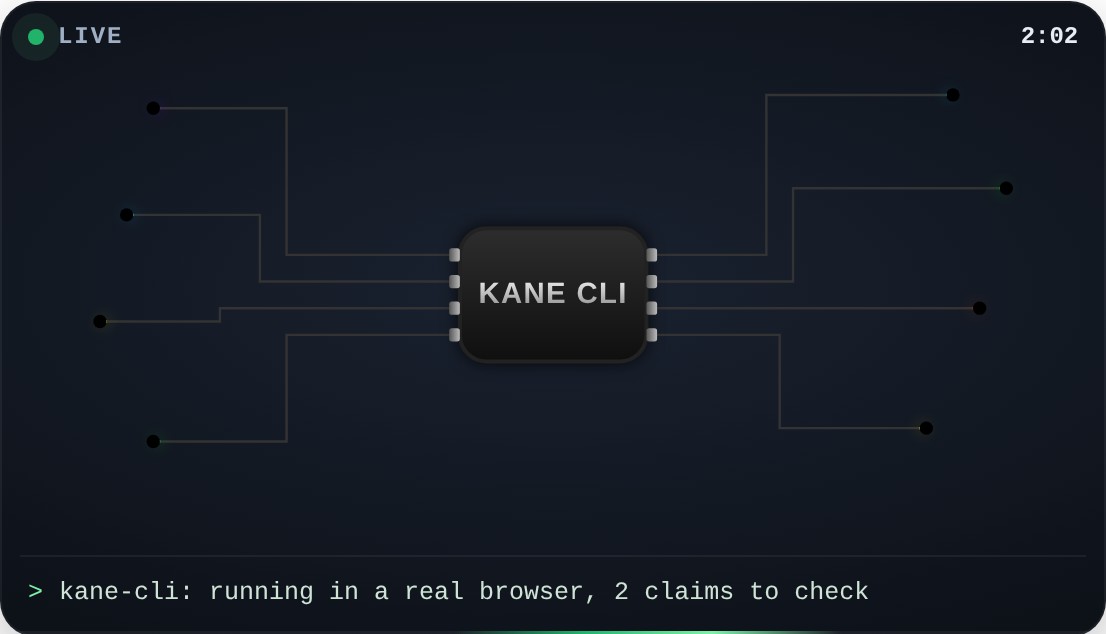 LIVE
2:02
KANE CLI
> kane-cli: running in a real browser, 2 claims to check